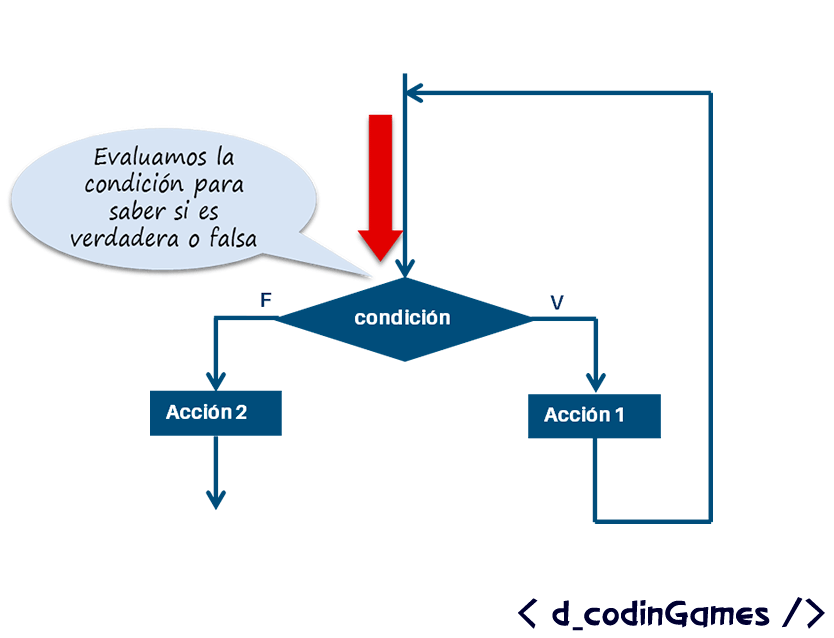 Evaluamos la
condición para
saber si es
verdadera o falsa
F
V
condición
Acción 2
Acción 1
< d_codinGames />